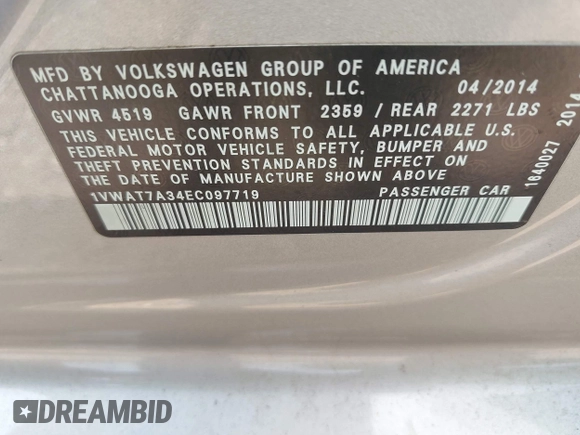 MFD BY VOLKSWAGEN GROUP OF AMERICA
CHATTANOOGA OPERATIONS, LLC. 04/2014
GVWR 4519 GAWR FRONT 2359 / REAR 2271 LBS
THIS VEHICLE CONFORMS TO ALL APPLICABLE U.S.
FEDERAL MOTOR VEHICLE SAFETY, BUMPER AND
THEFT PREVENTION STANDARDS IN EFFECT ON
THE DATE OF MANUFACTURE SHOWN ABOVE
1VWAT7A34EC097719 PASSENGER CAR
1640027 2014
DREAMBID